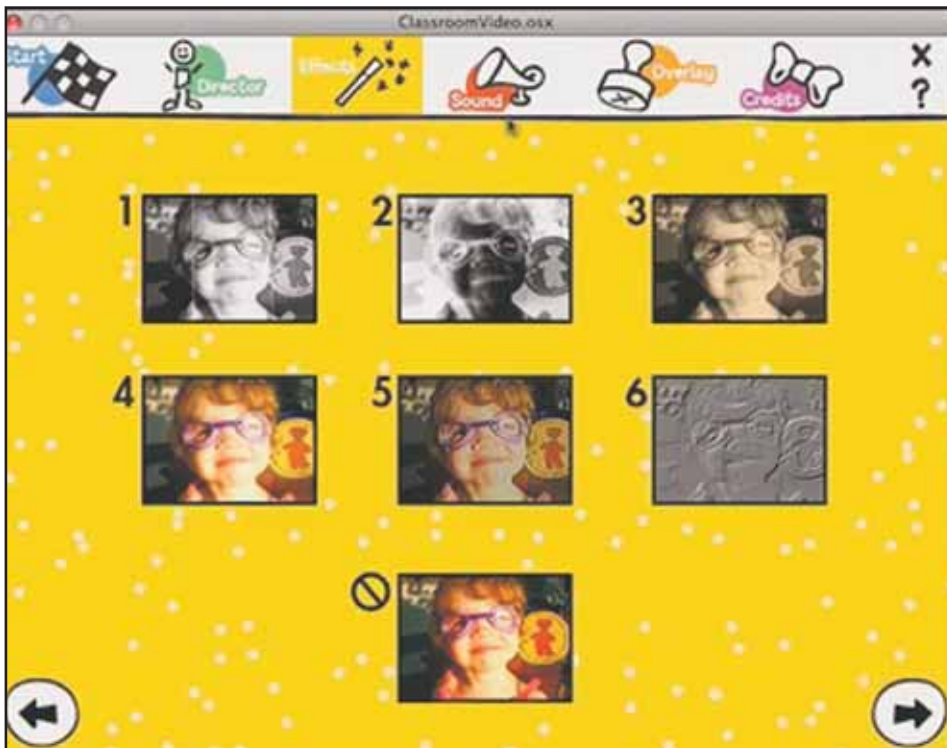 ClassroomVideo.osx
Start
Director
Effects
Sound
Overlay
Credits
X
?
1
2
3
4
5
6